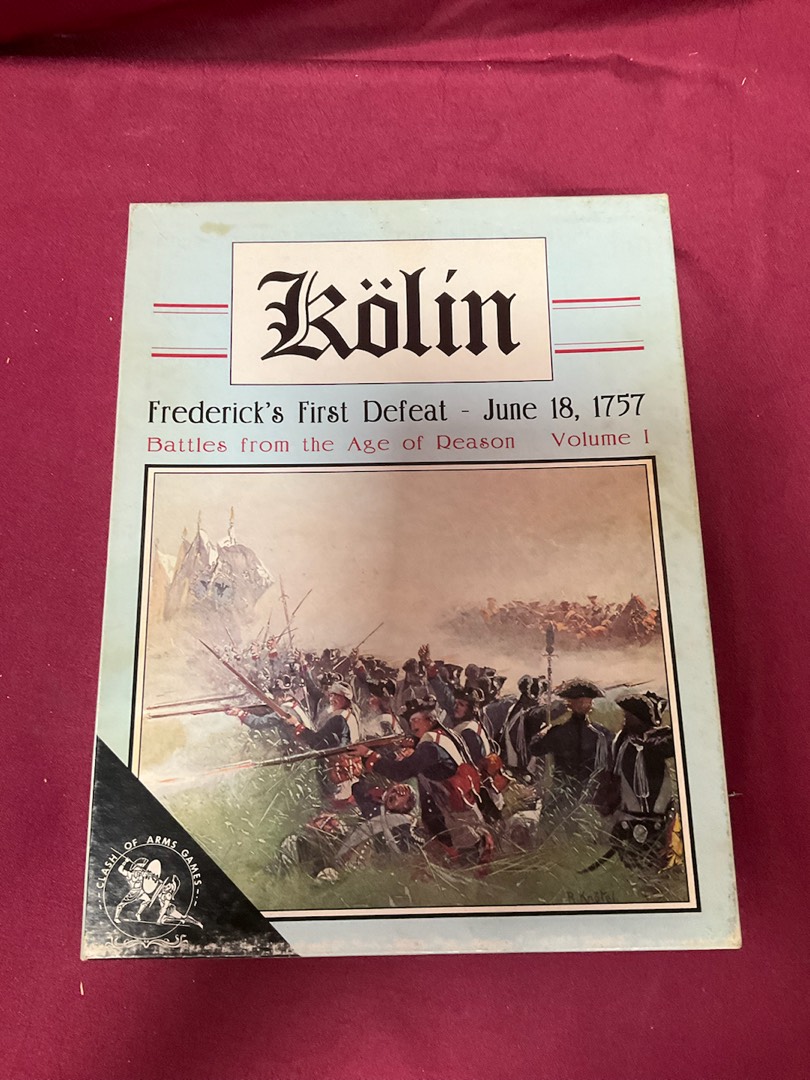 Kölin
Frederick's First Defeat - June 18, 1757
Battles from the Age of Reason Volume I
CLASH OF ARMS GAMES